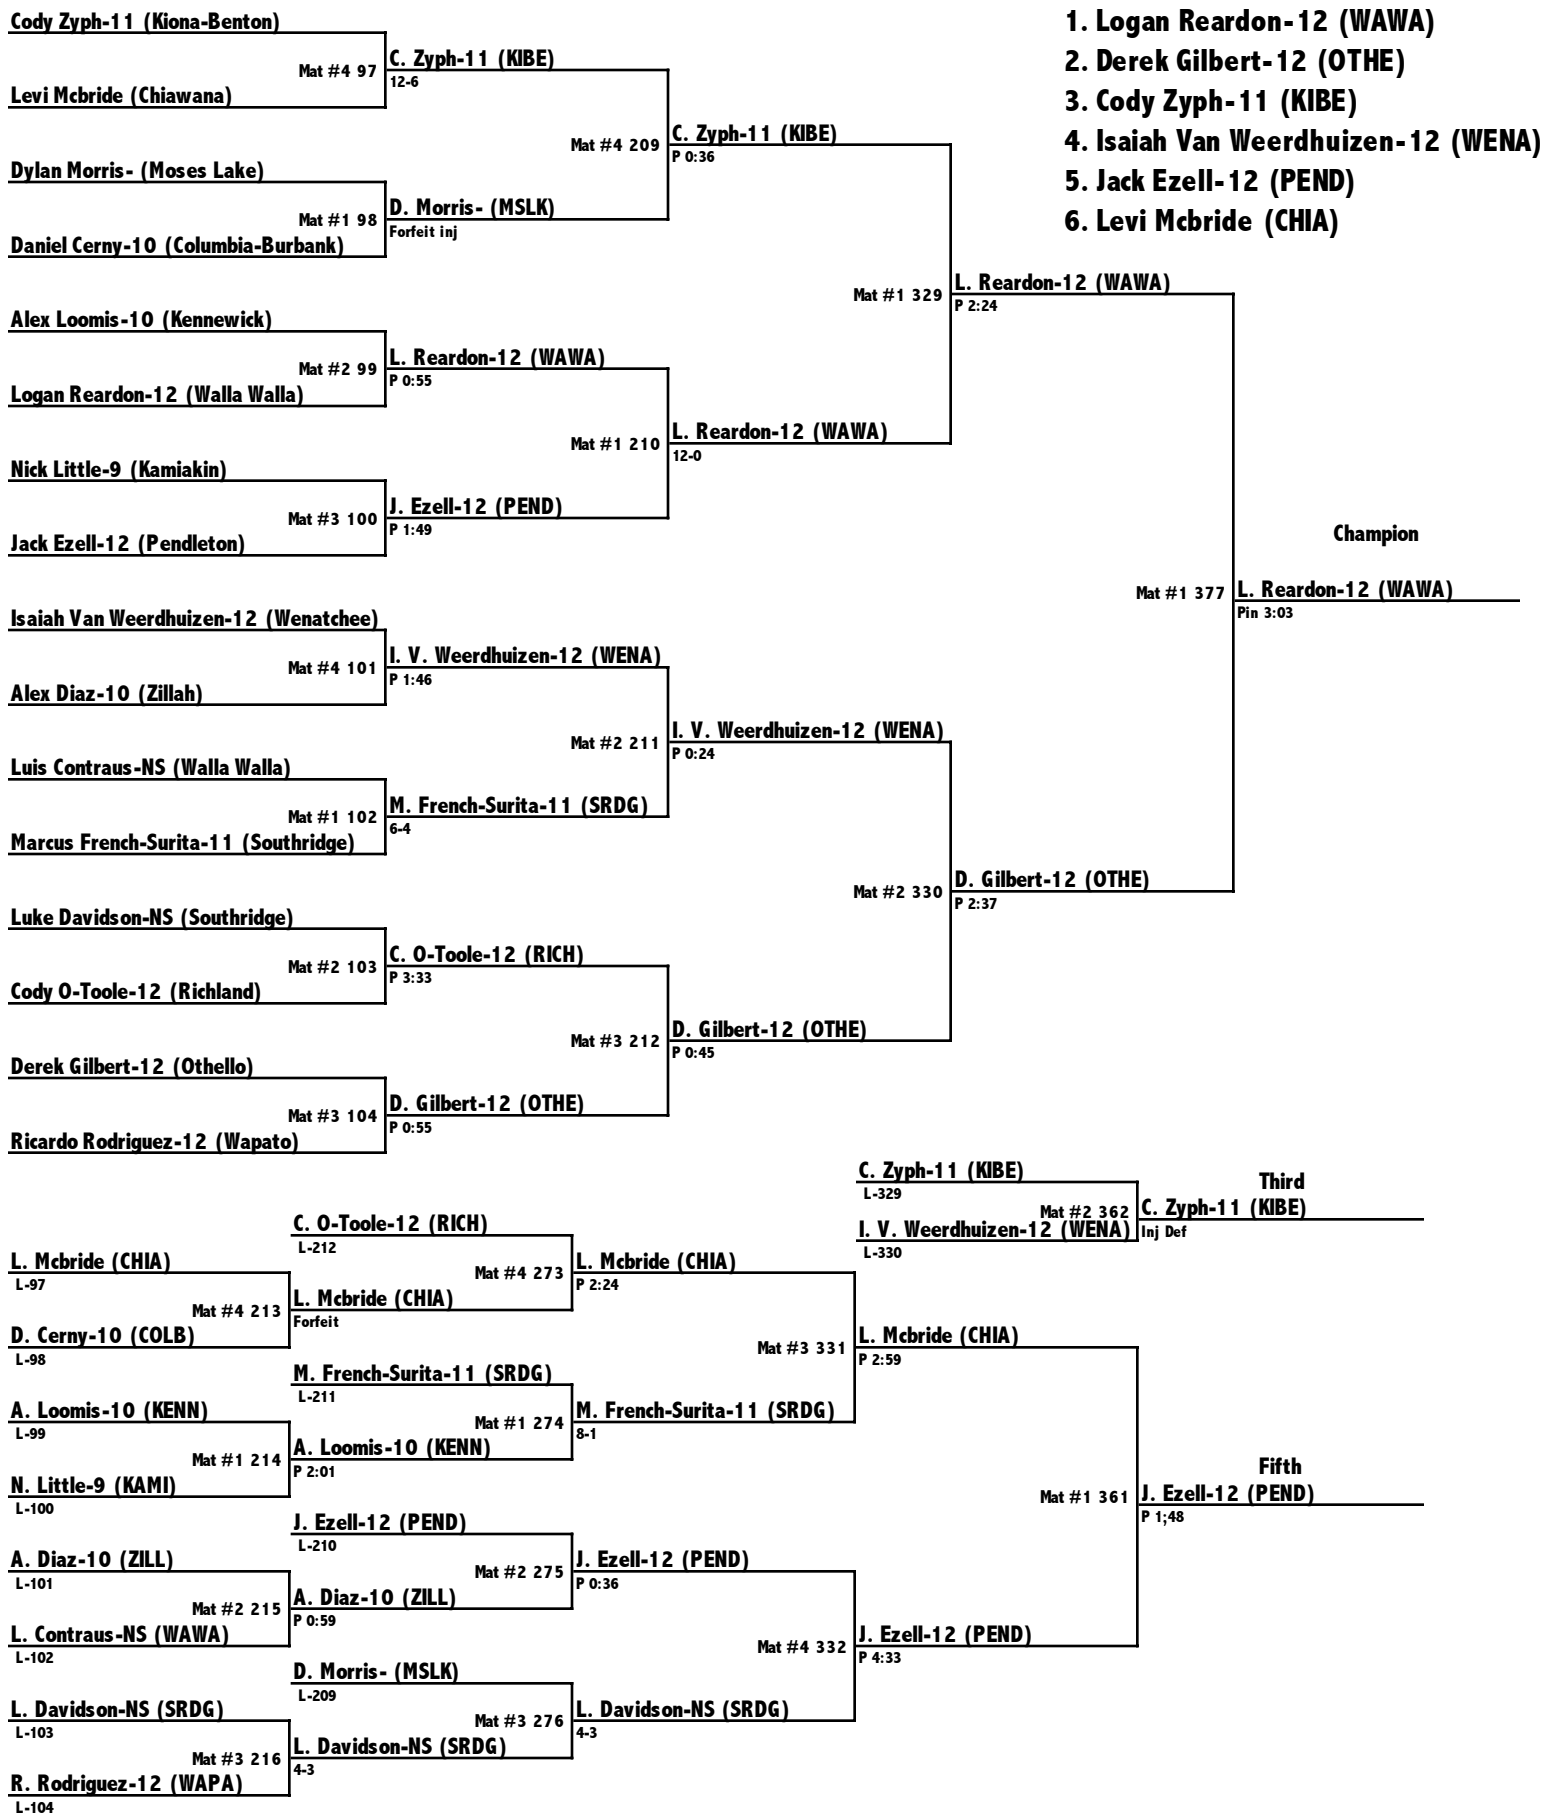 Cody Zyph-11 (Kiona-Benton)
Mat #4 97
Levi Mcbride (Chiawana)
C. Zyph-11 (KIBE)
12-6
Dylan Morris- (Moses Lake)
Mat #1 98
Daniel Cerny-10 (Columbia-Burbank)
D. Morris- (MSLK)
Forfeit inj
Mat #4 209
C. Zyph-11 (KIBE)
P 0:36
Alex Loomis-10 (Kennewick)
Mat #2 99
Logan Reardon-12 (Walla Walla)
L. Reardon-12 (WAWA)
P 0:55
Nick Little-9 (Kamiakin)
Mat #3 100
Jack Ezell-12 (Pendleton)
J. Ezell-12 (PEND)
P 1:49
Mat #1 210
L. Reardon-12 (WAWA)
12-0
Mat #1 329
L. Reardon-12 (WAWA)
P 2:24
1. Logan Reardon-12 (WAWA)
2. Derek Gilbert-12 (OTHE)
3. Cody Zyph-11 (KIBE)
4. Isaiah Van Weerdhuizen-12 (WENA)
5. Jack Ezell-12 (PEND)
6. Levi Mcbride (CHIA)
Isaiah Van Weerdhuizen-12 (Wenatchee)
Mat #4 101
Alex Diaz-10 (Zillah)
I. V. Weerdhuizen-12 (WENA)
P 1:46
Luis Contraus-NS (Walla Walla)
Mat #1 102
Marcus French-Surita-11 (Southridge)
M. French-Surita-11 (SRDG)
6-4
Mat #2 211
I. V. Weerdhuizen-12 (WENA)
P 0:24
Luke Davidson-NS (Southridge)
Mat #2 103
Cody O-Toole-12 (Richland)
C. O-Toole-12 (RICH)
P 3:33
Derek Gilbert-12 (Othello)
Mat #3 104
Ricardo Rodriguez-12 (Wapato)
D. Gilbert-12 (OTHE)
P 0:55
Mat #3 212
D. Gilbert-12 (OTHE)
P 0:45
Mat #2 330
D. Gilbert-12 (OTHE)
P 2:37
Champion
Mat #1 377
L. Reardon-12 (WAWA)
Pin 3:03
C. Zyph-11 (KIBE)
L-329
Mat #2 362
I. V. Weerdhuizen-12 (WENA)
L-330
Third
C. Zyph-11 (KIBE)
Inj Def
L. Mcbride (CHIA)
L-97
Mat #4 213
D. Cerny-10 (COLB)
L-98
C. O-Toole-12 (RICH)
L-212
Mat #4 273
L. Mcbride (CHIA)
Forfeit
L. Mcbride (CHIA)
P 2:24
A. Loomis-10 (KENN)
L-99
Mat #1 214
N. Little-9 (KAMI)
L-100
M. French-Surita-11 (SRDG)
L-211
Mat #1 274
A. Loomis-10 (KENN)
P 2:01
M. French-Surita-11 (SRDG)
8-1
Mat #3 331
L. Mcbride (CHIA)
P 2:59
A. Diaz-10 (ZILL)
L-101
Mat #2 215
L. Contraus-NS (WAWA)
L-102
J. Ezell-12 (PEND)
L-210
Mat #2 275
A. Diaz-10 (ZILL)
P 0:59
J. Ezell-12 (PEND)
P 0:36
L. Davidson-NS (SRDG)
L-103
Mat #3 216
R. Rodriguez-12 (WAPA)
L-104
D. Morris- (MSLK)
L-209
Mat #3 276
L. Davidson-NS (SRDG)
4-3
L. Davidson-NS (SRDG)
4-3
Mat #4 332
J. Ezell-12 (PEND)
P 4:33
Mat #1 361
Fifth
J. Ezell-12 (PEND)
P 1;48